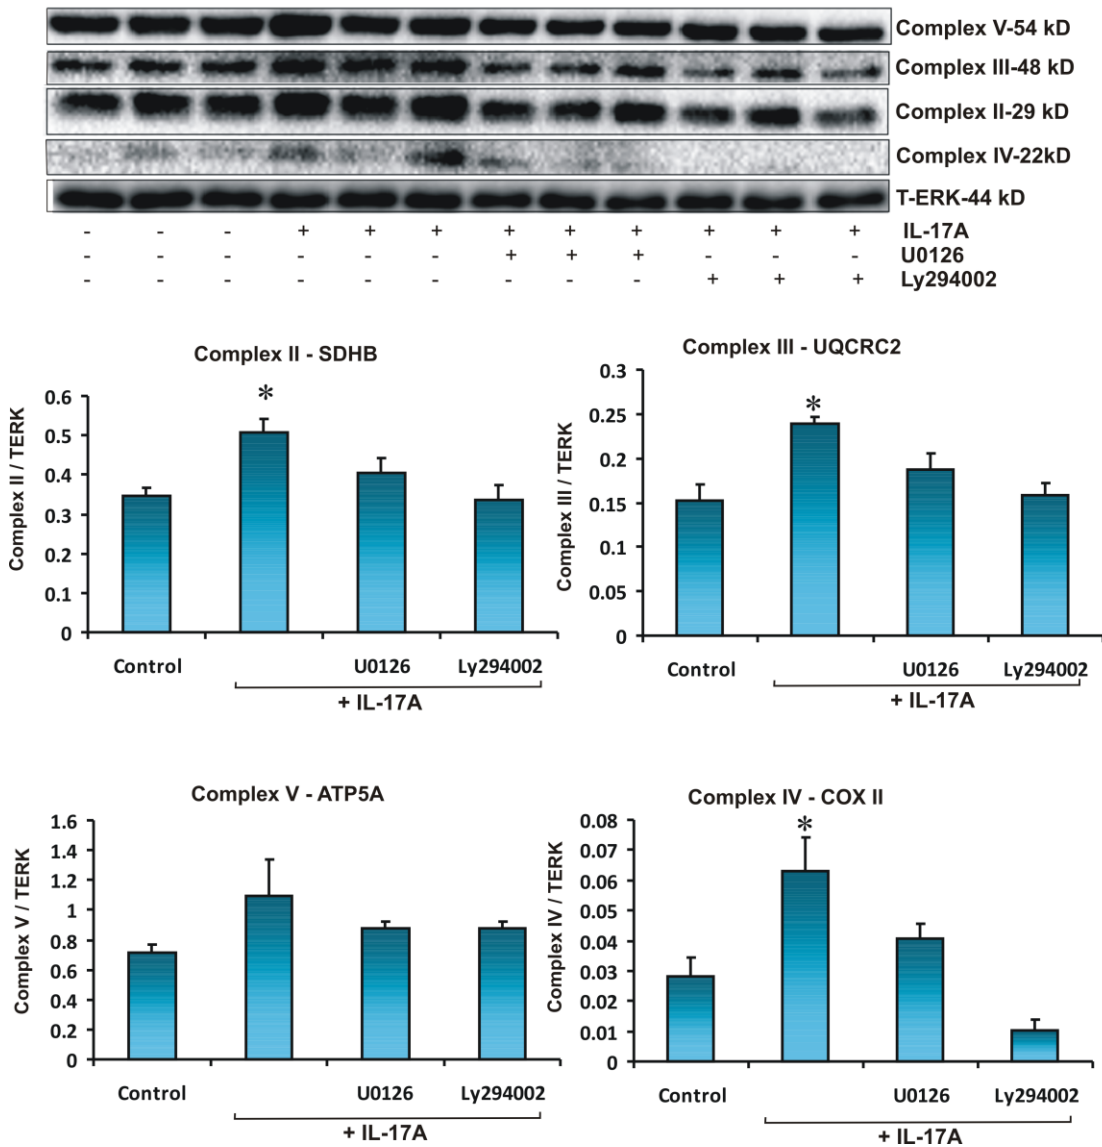 Complex V-54 kD
Complex III-48 kD
Complex II-29 kD
Complex IV-22kD
T-ERK-44 kD
- - - + + + + + + + + + IL-17A
- - - - - - + + + - - - U0126
- - - - - - - - - + + + Ly294002
Complex II - SDHB
Complex II / TERK
0.6
0.5
0.4
0.3
0.2
0.1
0
*
Control U0126 Ly294002
+ IL-17A
Complex III - UQCRC2
Complex III / TERK
0.3
0.25
0.2
0.15
0.1
0.05
0
*
Control U0126 Ly294002
+ IL-17A
Complex V - ATP5A
Complex V / TERK
1.6
1.4
1.2
1
0.8
0.6
0.4
0.2
0
Control U0126 Ly294002
+ IL-17A
Complex IV - COX II
Complex IV / TERK
0.08
0.07
0.06
0.05
0.04
0.03
0.02
0.01
0
*
Control U0126 Ly294002
+ IL-17A